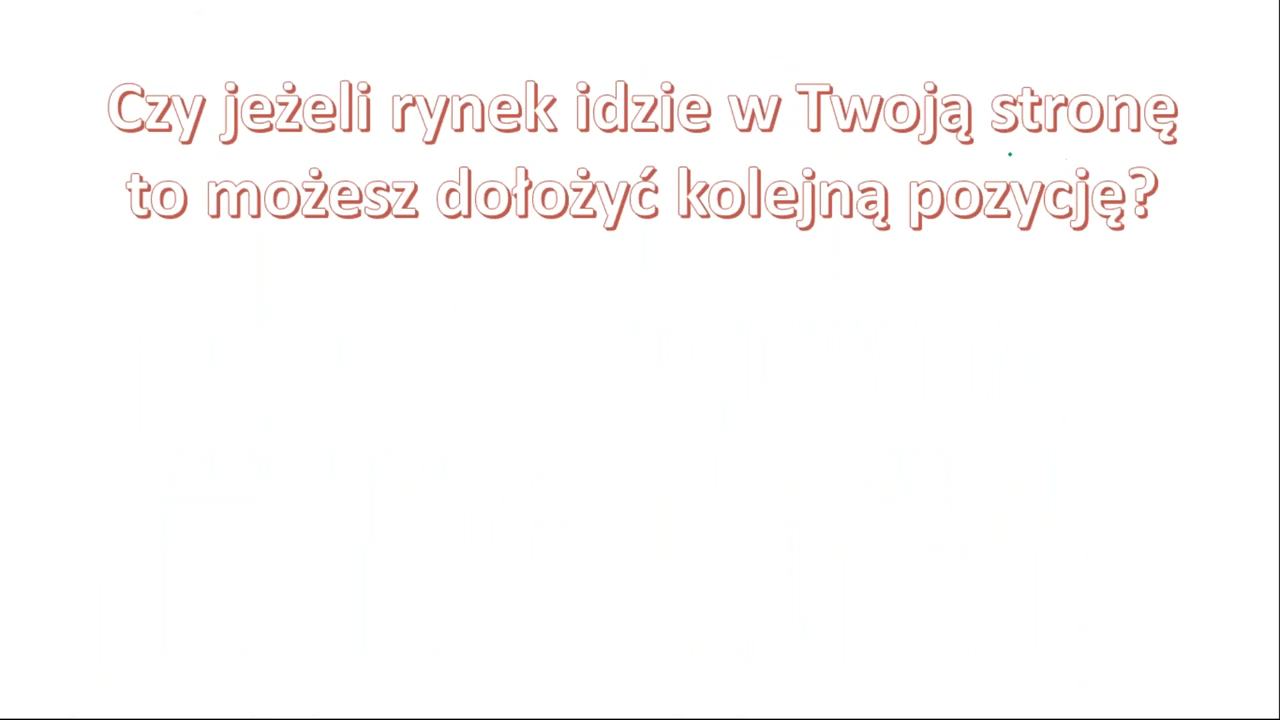 Czy jeżeli rynek idzie w Twoją stronę
to możesz dołożyć kolejną pozycję?